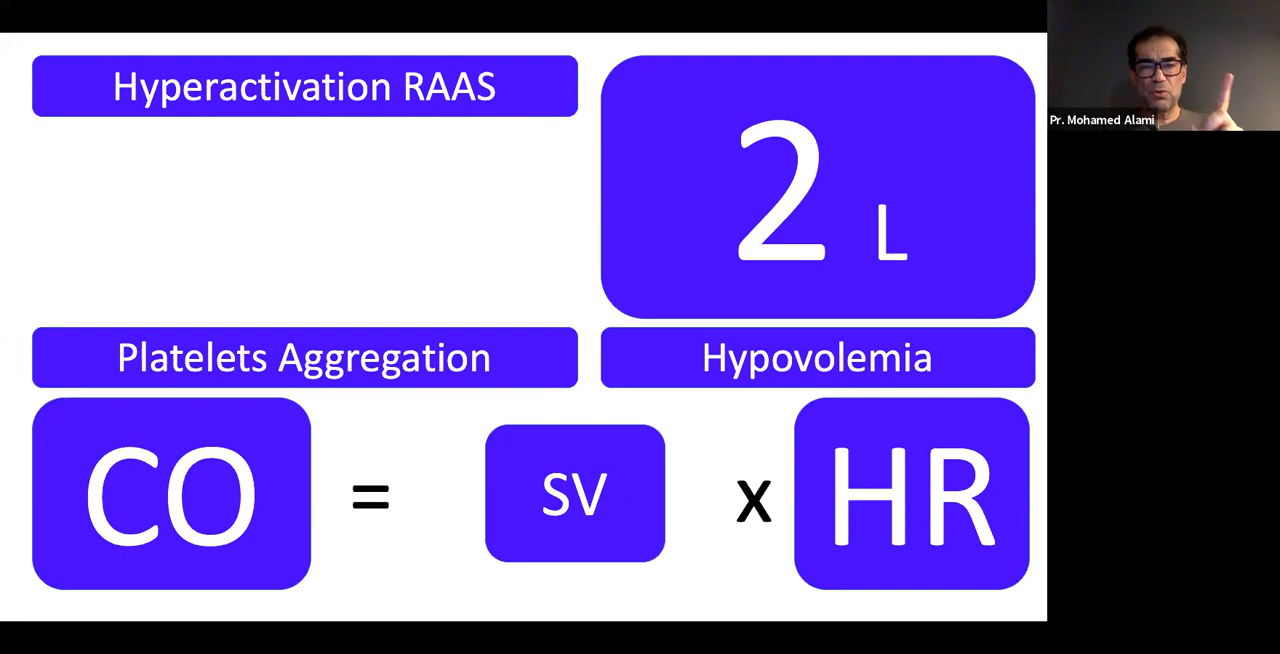 Hyperactivation RAAS
2 L
Pr. Mohamed Alami
Platelets Aggregation
Hypovolemia
CO = SV x HR